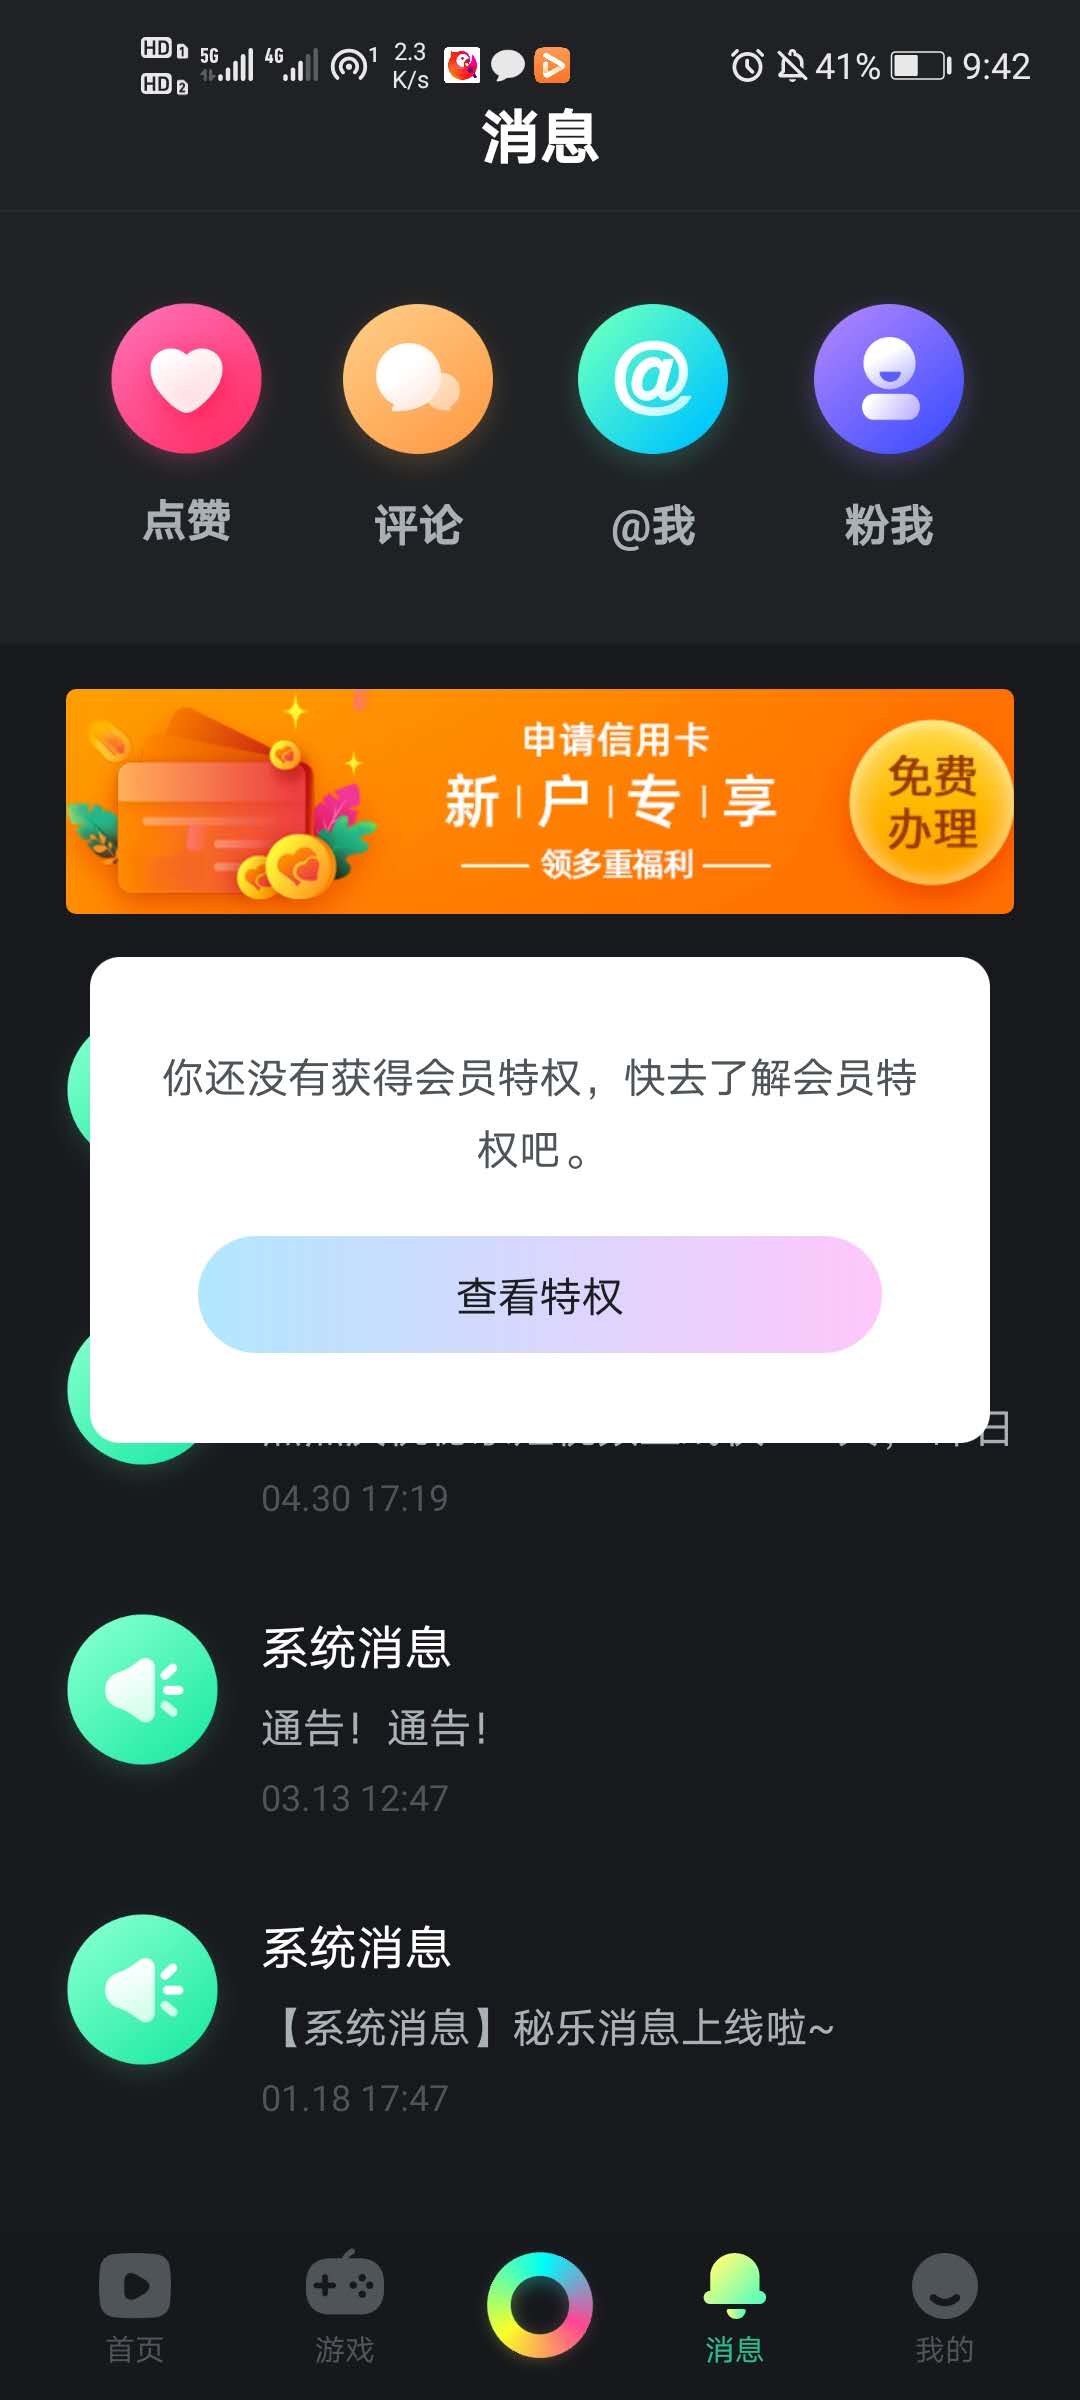 HD 1 5G 4G 1 2.3 41% 9:42
HD 2 K/s
消息
点赞 评论 @我 粉我
申请信用卡
新 户 专 享
领多重福利
免费
办理
你还没有获得会员特权，快去了解会员特
权吧。
查看特权
04.30 17:19
系统消息
通告！通告！
03.13 12:47
系统消息
【系统消息】秘乐消息上线啦~
01.18 17:47
首页 游戏 消息 我的